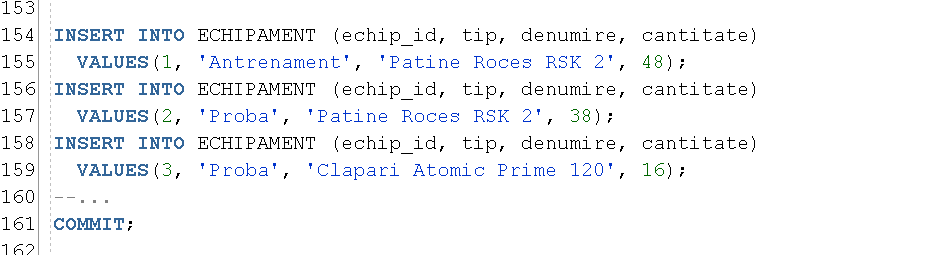 153
154 INSERT INTO ECHIPAMENT (echip_id, tip, denumire, cantitate)
155 VALUES(1, 'Antrenament', 'Patine Roces RSK 2', 48);
156 INSERT INTO ECHIPAMENT (echip_id, tip, denumire, cantitate)
157 VALUES(2, 'Proba', 'Patine Roces RSK 2', 38);
158 INSERT INTO ECHIPAMENT (echip_id, tip, denumire, cantitate)
159 VALUES(3, 'Proba', 'Clapari Atomic Prime 120', 16);
160 --...
161 COMMIT;
162